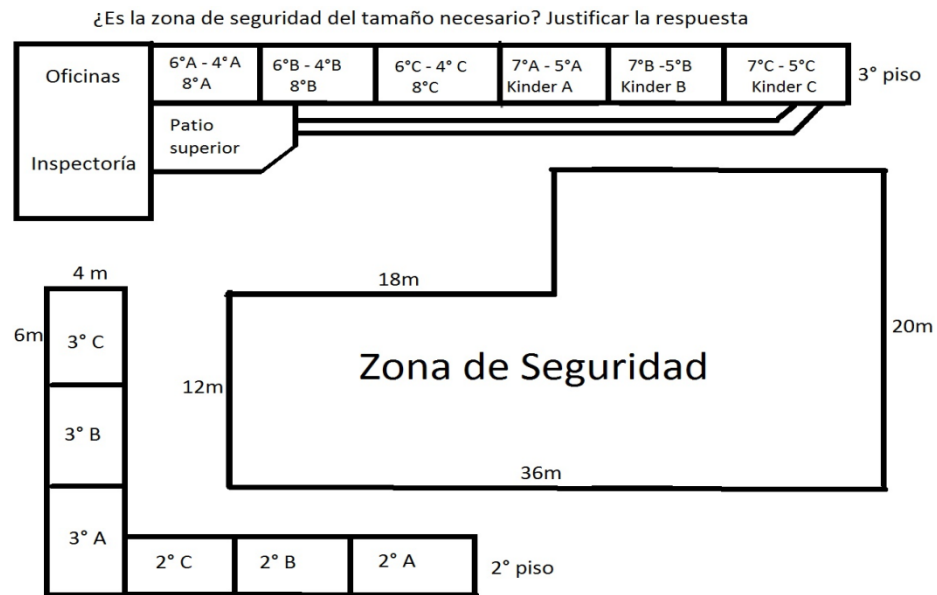 ¿Es la zona de seguridad del tamaño necesario? Justificar la respuesta
Oficinas
Inspectoría
6°A - 4°A
8°A
6°B - 4°B
8°B
6°C - 4° C
8°C
7°A - 5°A
Kinder A
7°B -5°B
Kinder B
7°C - 5°C
Kinder C
3° piso
Patio
superior
4 m
6m
3° C
3° B
3° A
18m
12m
Zona de Seguridad
20m
36m
2° C
2° B
2° A
2° piso